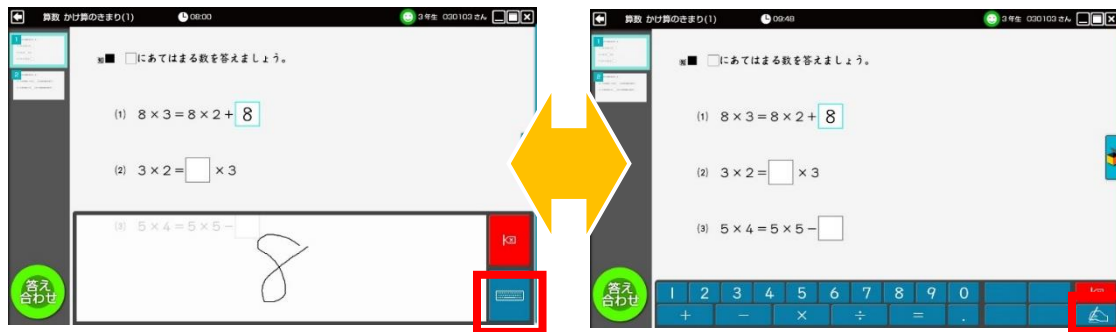 算数 かけ算のきまり(1) 08:00 3年生 030103 さん
1
2
□にあてはまる数を答えましょう。
(1) 8×3=8×2+8
(2) 3×2=□×3
(3) 5×4=5×5-□
8
答え
合わせ
算数 かけ算のきまり(1) 09:48 3年生 030103 さん
1
2
□にあてはまる数を答えましょう。
(1) 8×3=8×2+8
(2) 3×2=□×3
(3) 5×4=5×5-□
答え
合わせ
1 2 3 4 5 6 7 8 9 0
+ - × ÷ = .